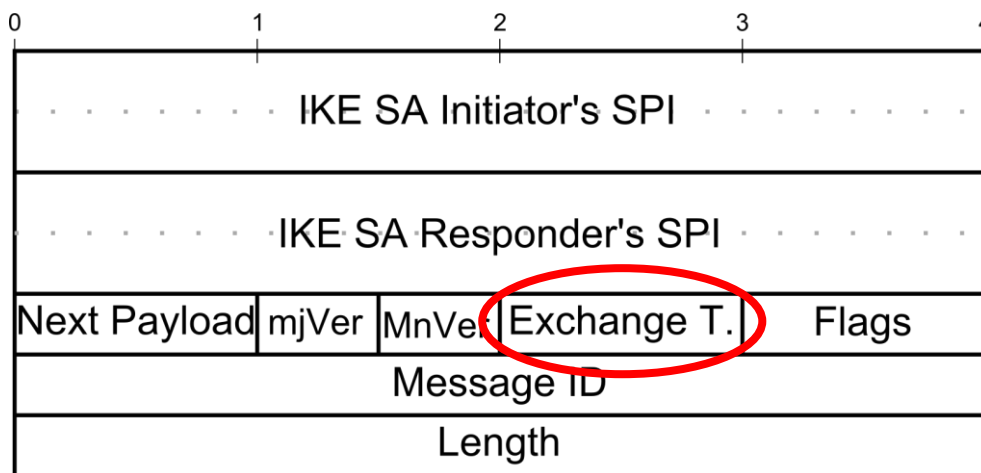 0 1 2 3 4
IKE SA Initiator's SPI
IKE SA Responder's SPI
Next Payload mjVer MnVer Exchange T. Flags
Message ID
Length